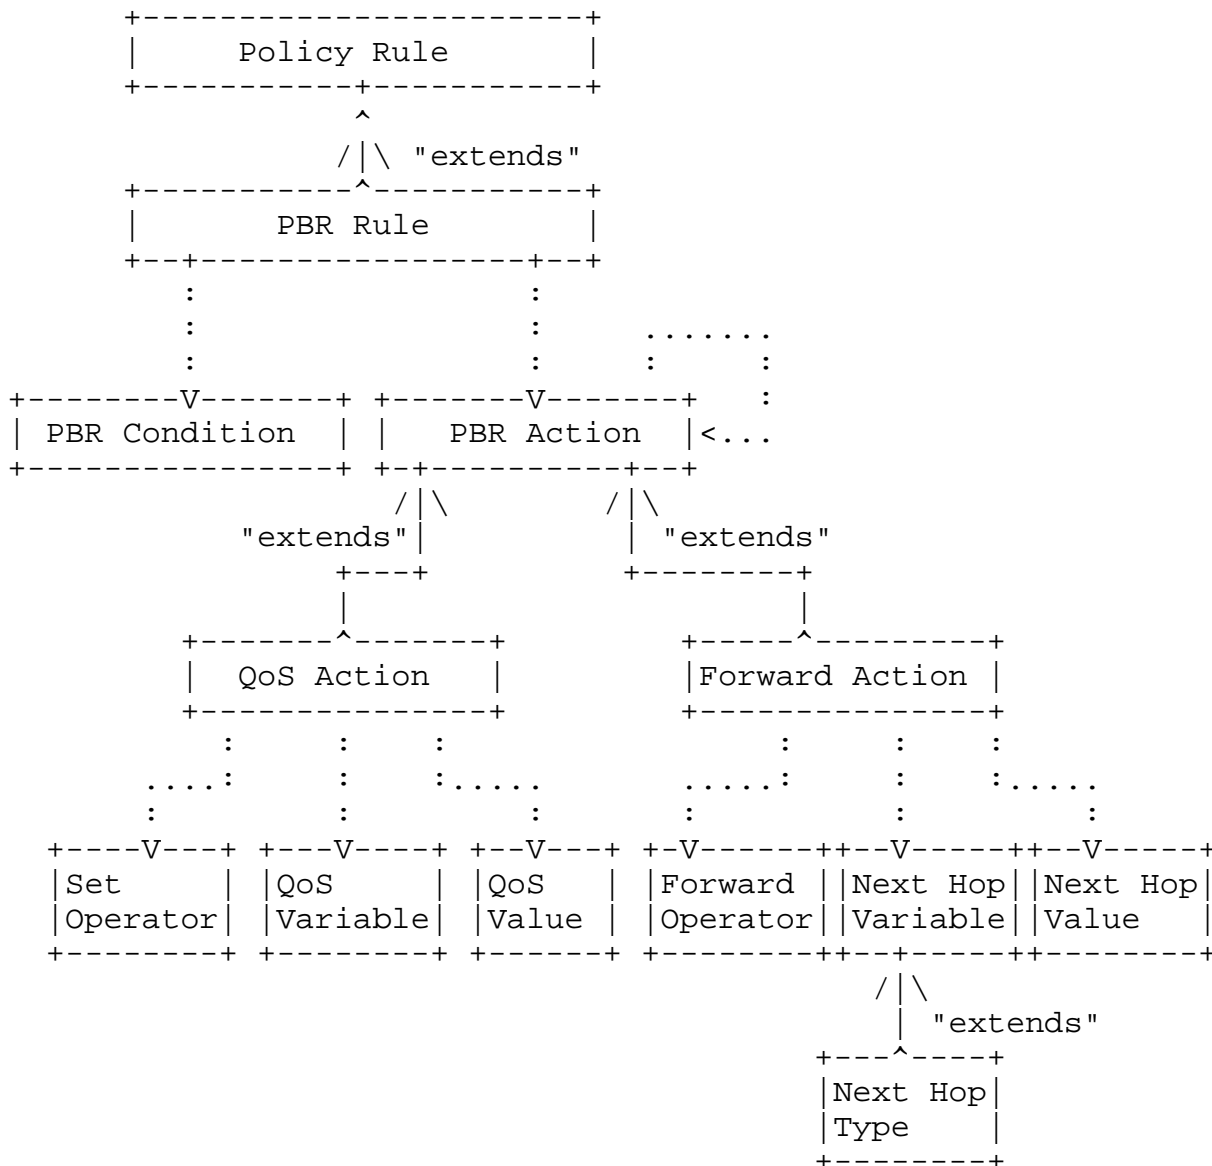 Policy Rule
"extends"
PBR Rule
PBR Condition PBR Action
"extends" "extends"
QoS Action Forward Action
Set QoS QoS Forward Next Hop Next Hop
Operator Variable Value Operator Variable Value
"extends"
Next Hop
Type